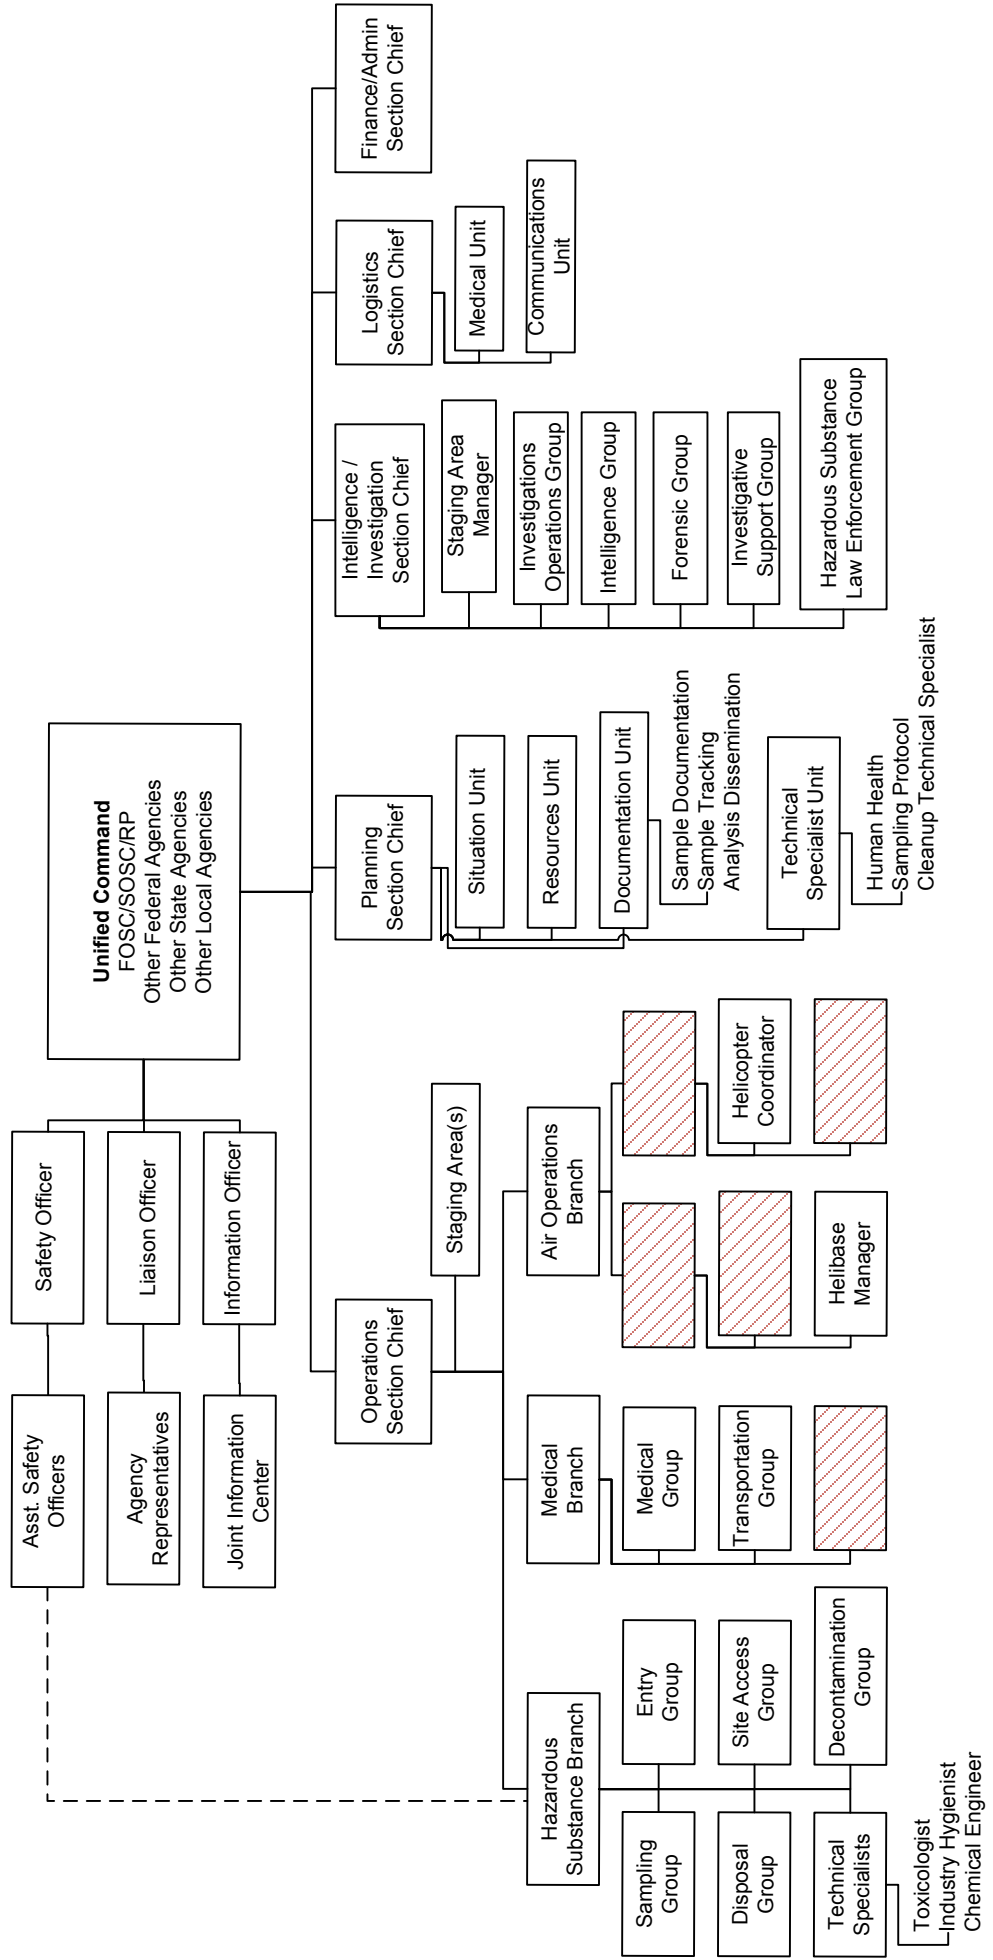 Asst. Safety
Officers
Safety Officer
Agency
Representatives
Liaison Officer
Joint Information
Center
Information Officer
Unified Command
FOSC/SOSC/RP
Other Federal Agencies
Other State Agencies
Other Local Agencies
Operations
Section Chief
Planning
Section Chief
Intelligence /
Investigation
Section Chief
Logistics
Section Chief
Finance/Admin
Section Chief
Staging Area(s)
Hazardous
Substance Branch
Medical
Branch
Air Operations
Branch
Sampling
Group
Entry
Group
Disposal
Group
Site Access
Group
Technical
Specialists
Decontamination
Group
Toxicologist
Industry Hygienist
Chemical Engineer
Medical
Group
Transportation
Group
Helibase
Manager
Helicopter
Coordinator
Situation Unit
Resources Unit
Documentation Unit
Sample Documentation
Sample Tracking
Analysis Dissemination
Technical
Specialist Unit
Human Health
Sampling Protocol
Cleanup Technical Specialist
Staging Area
Manager
Investigations
Operations Group
Intelligence Group
Forensic Group
Investigative
Support Group
Hazardous Substance
Law Enforcement Group
Medical Unit
Communications
Unit